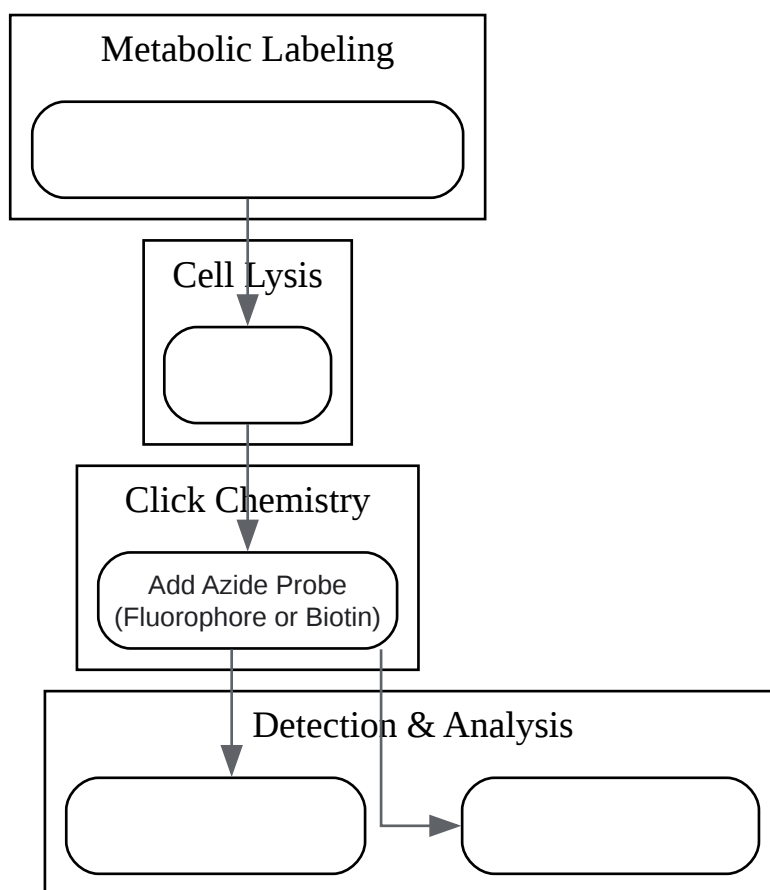 Metabolic Labeling
Cell Lysis
Click Chemistry
Add Azide Probe
(Fluorophore or Biotin)
Detection & Analysis